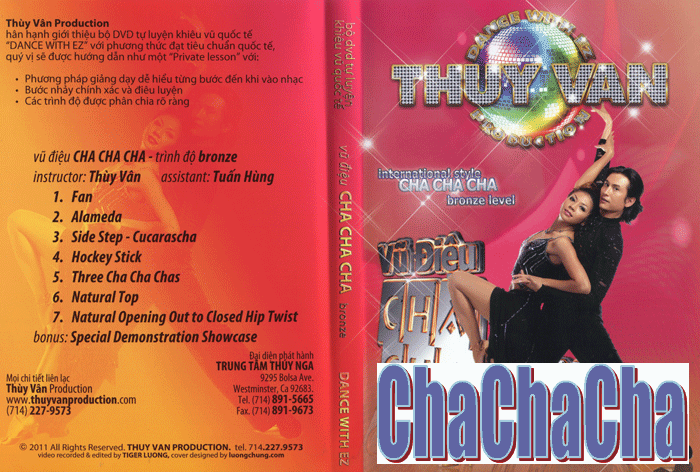 Thùy Vân Production
hân hạnh giới thiệu bộ DVD tự luyện khiêu vũ quốc tế
"DANCE WITH EZ" với phương thức đạt tiêu chuẩn quốc tế,
quý vị sẽ được hướng dẫn như một "Private lesson" với:
• Phương pháp giảng dạy dễ hiểu từng bước đến khi vào nhạc
• Bước nhảy chính xác và điêu luyện
• Các trình độ được phân chia rõ ràng
vũ điệu CHA CHA CHA - trình độ bronze
instructor: Thùy Vân assistant: Tuấn Hùng
1. Fan
2. Alameda
3. Side Step - Cucarascha
4. Hockey Stick
5. Three Cha Cha Chas
6. Natural Top
7. Natural Opening Out to Closed Hip Twist
bonus: Special Demonstration Showcase
Mọi chi tiết liên lạc
Thùy Vân Production
www.thuyvanproduction.com
(714) 227-9573
Đại diện phát hành
TRUNG TÂM THÚY NGA
9295 Bolsa Ave.
Westminster, Ca 92683.
Tel. (714) 891-5665
Fax. (714) 891-9673
© 2011 All Rights Reserved. THUY VAN PRODUCTION. tel. 714.227.9573
video recorded & edited by TIGER LUONG, cover designed by luongchung.com
bộ dvd tự luyện
khiêu vũ quốc tế
vũ điệu CHA CHA CHA bronze
DANCE WITH EZ
DANCE WITH EZ
THUY VAN
PRODUCTION
international style
CHA CHA CHA
bronze level
Vũ Điệu
CHA
ChaChaCha